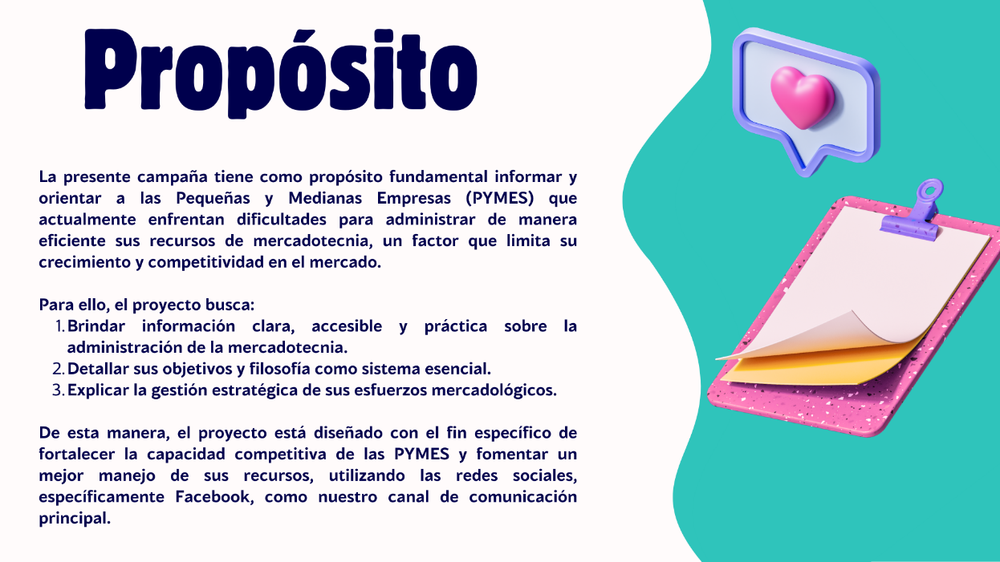 Propósito
La presente campaña tiene como propósito fundamental informar y
orientar a las Pequeñas y Medianas Empresas (PYMES) que
actualmente enfrentan dificultades para administrar de manera
eficiente sus recursos de mercadotecnia, un factor que limita su
crecimiento y competitividad en el mercado.
Para ello, el proyecto busca:
1. Brindar información clara, accesible y práctica sobre la
administración de la mercadotecnia.
2. Detallar sus objetivos y filosofía como sistema esencial.
3. Explicar la gestión estratégica de sus esfuerzos mercadológicos.
De esta manera, el proyecto está diseñado con el fin específico de
fortalecer la capacidad competitiva de las PYMES y fomentar un
mejor manejo de sus recursos, utilizando las redes sociales,
específicamente Facebook, como nuestro canal de comunicación
principal.